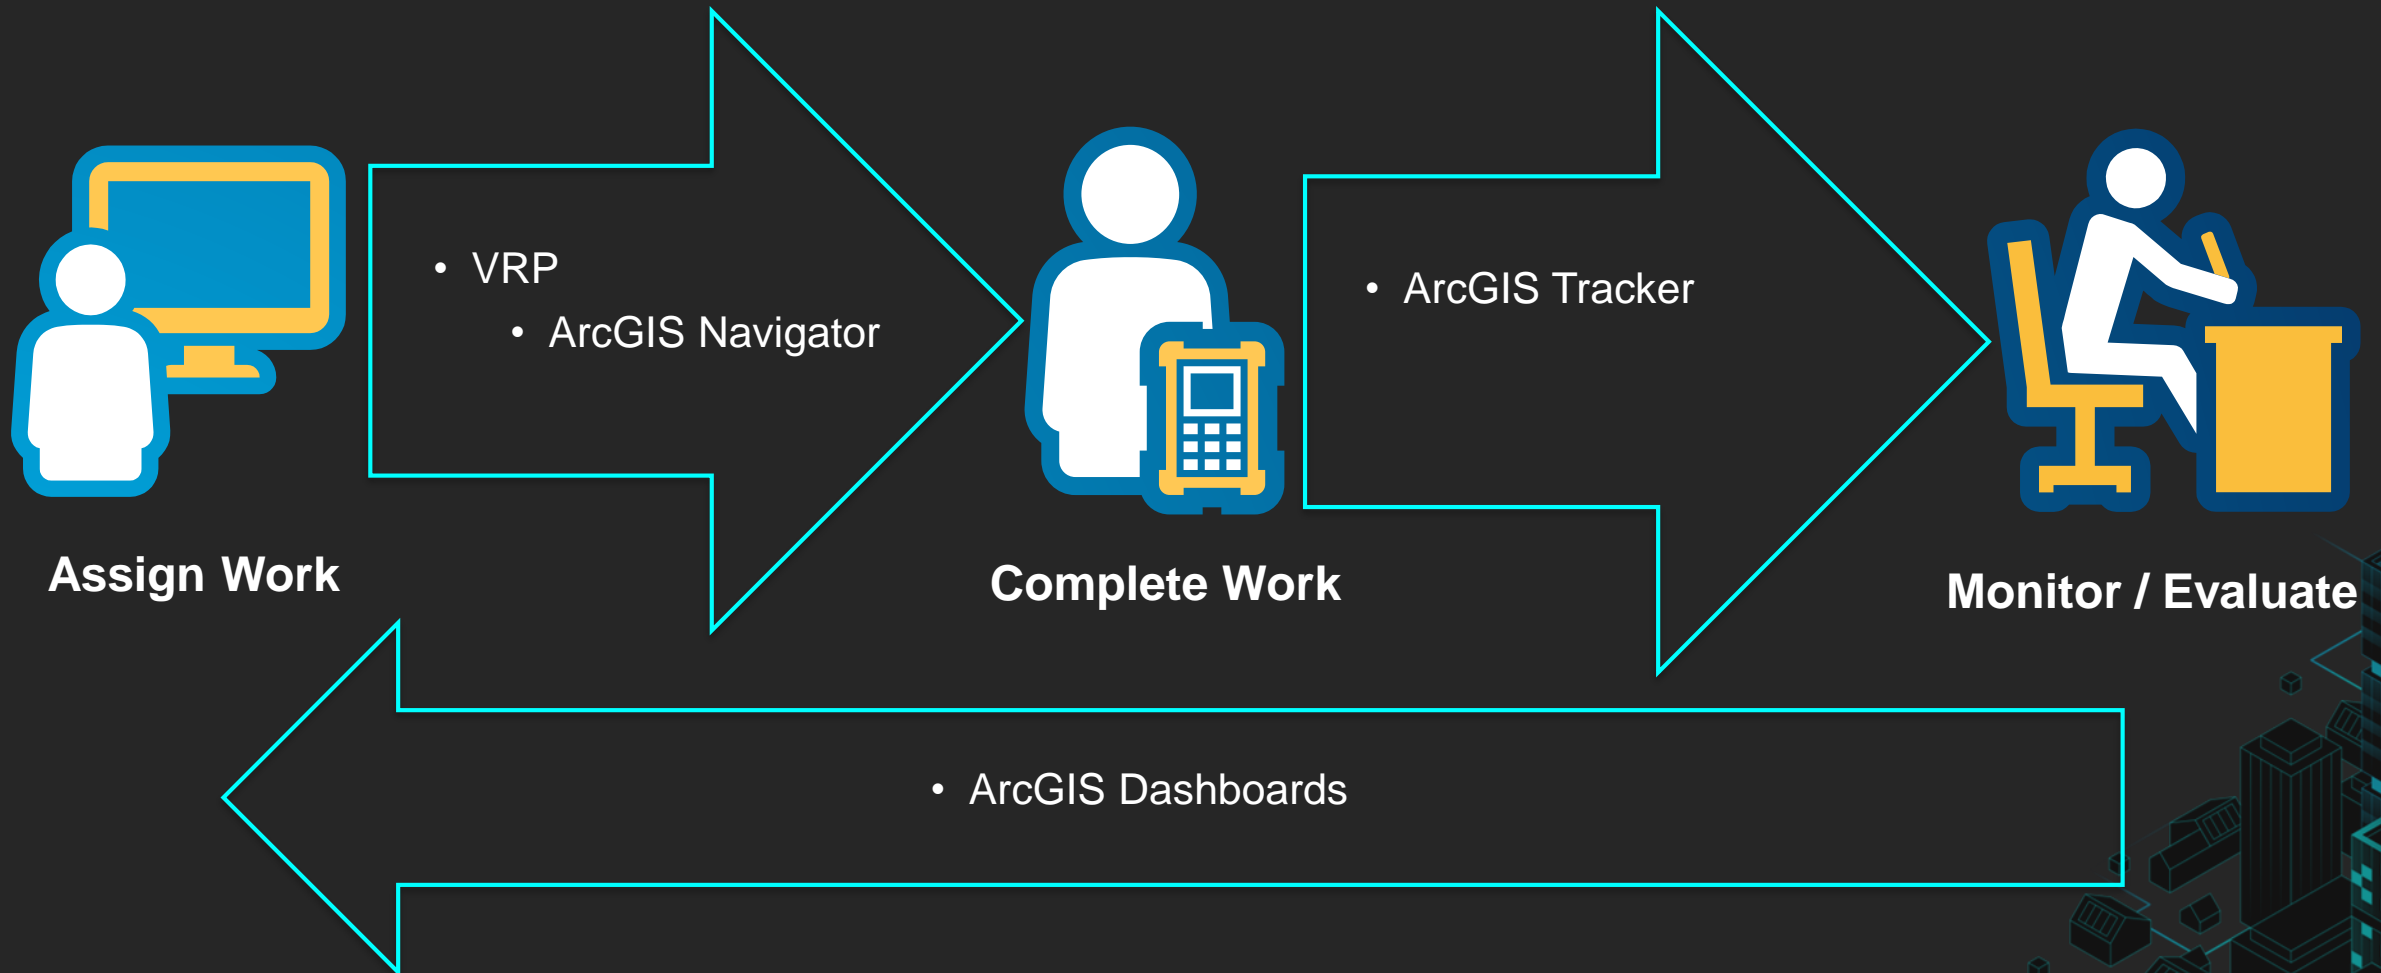 • VRP
• ArcGIS Navigator
• ArcGIS Tracker
Assign Work
Complete Work
Monitor / Evaluate
• ArcGIS Dashboards